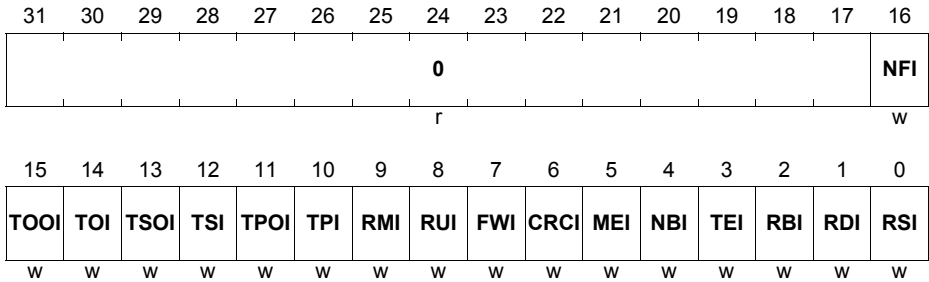 31 30 29 28 27 26 25 24 23 22 21 20 19 18 17 16
0 NFI
r w
15 14 13 12 11 10 9 8 7 6 5 4 3 2 1 0
TOOI TOI TSOI TSI TPOI TPI RMI RUI FWI CRCI MEI NBI TEI RBI RDI RSI
w w w w w w w w w w w w w w w w